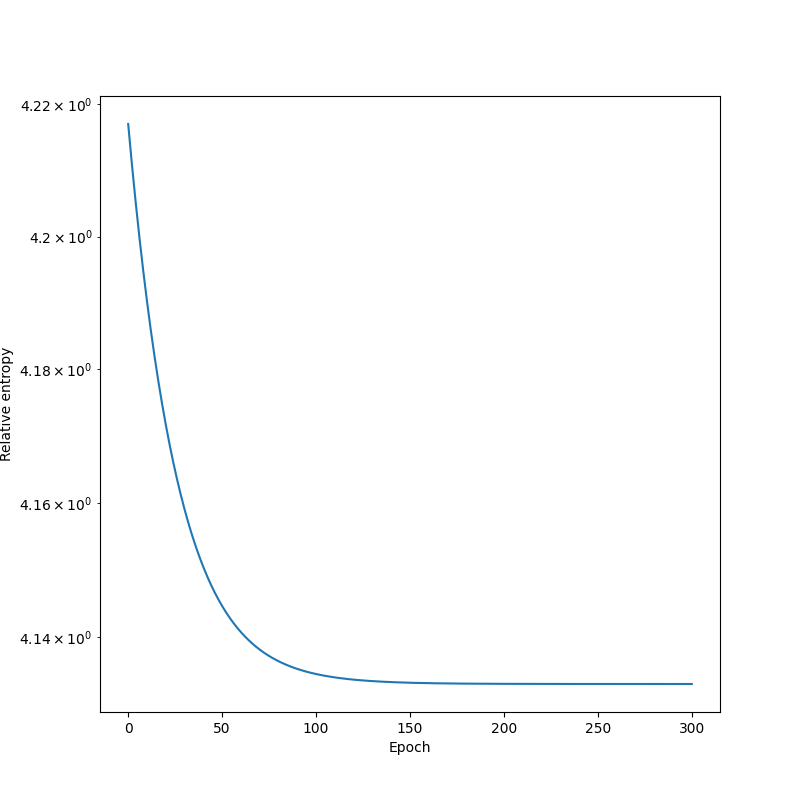 4.22 × 10⁰
4.2 × 10⁰
4.18 × 10⁰
4.16 × 10⁰
4.14 × 10⁰
Relative entropy
0 50 100 150 200 250 300
Epoch